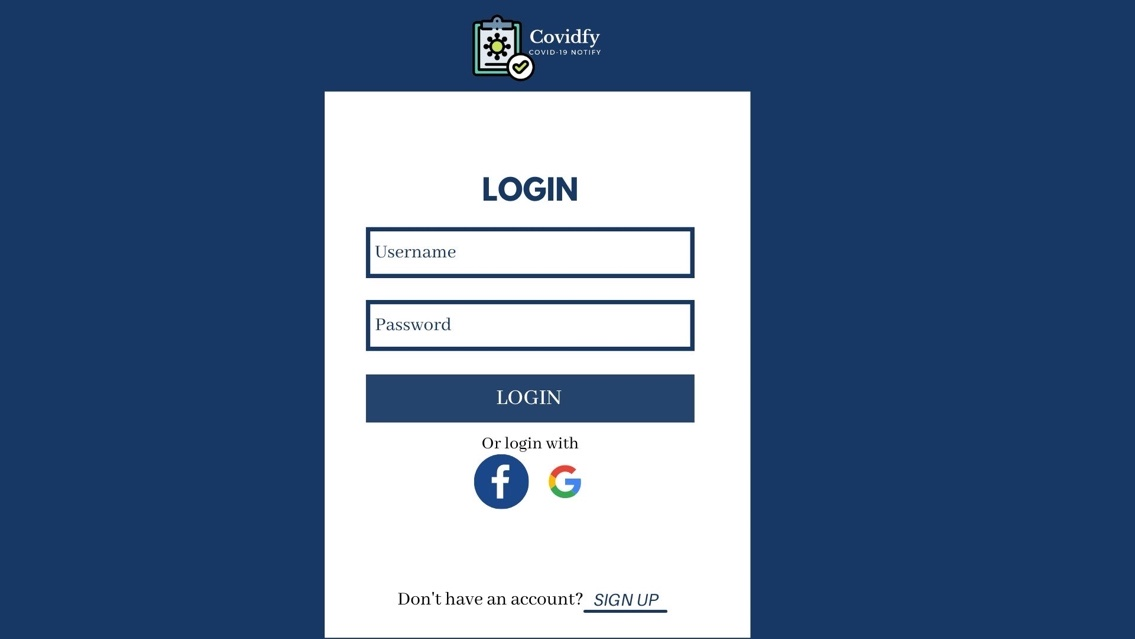 Covidfy
COVID-19 NOTIFY
LOGIN
Username
Password
LOGIN
Or login with
Don't have an account? SIGN UP